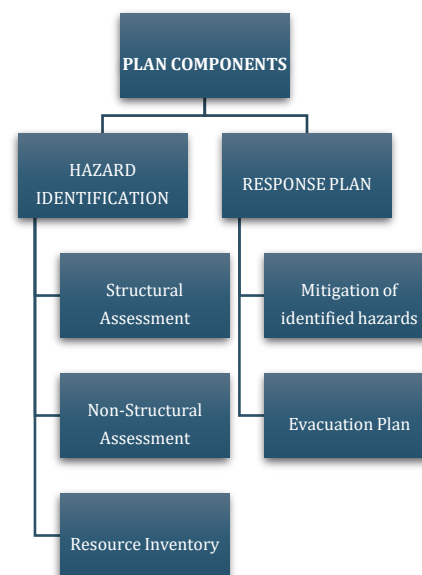 PLAN COMPONENTS
HAZARD
IDENTIFICATION
RESPONSE PLAN
Structural
Assessment
Mitigation of
identified hazards
Non-Structural
Assessment
Evacuation Plan
Resource Inventory